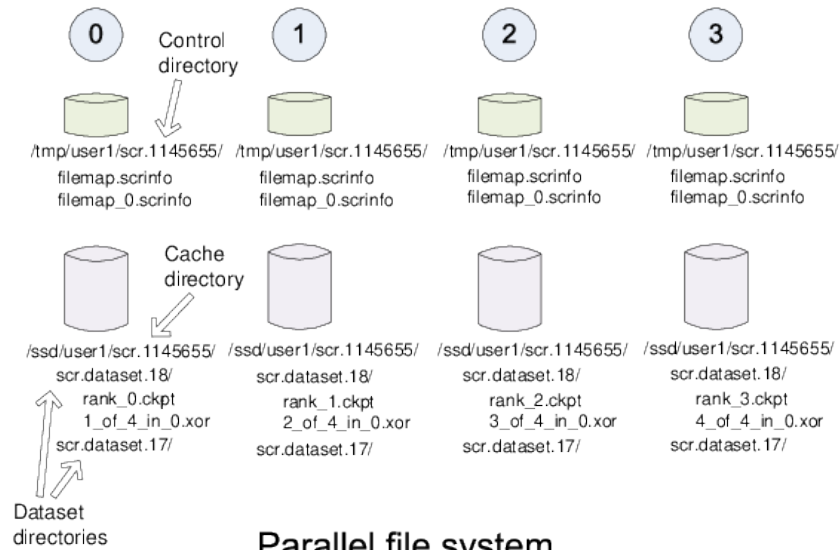 0 1 2 3
Control
directory
/tmp/user1/scr.1145655/ /tmp/user1/scr.1145655/ /tmp/user1/scr.1145655/ /tmp/user1/scr.1145655/
filemap.scrinfo filemap.scrinfo filemap.scrinfo filemap.scrinfo
filemap_0.scrinfo filemap_0.scrinfo filemap_0.scrinfo filemap_0.scrinfo
Cache
directory
/ssd/user1/scr.1145655/ /ssd/user1/scr.1145655/ /ssd/user1/scr.1145655/ /ssd/user1/scr.1145655/
scr.dataset.18/ scr.dataset.18/ scr.dataset.18/ scr.dataset.18/
rank_0.ckpt rank_1.ckpt rank_2.ckpt rank_3.ckpt
1_of_4_in_0.xor 2_of_4_in_0.xor 3_of_4_in_0.xor 4_of_4_in_0.xor
scr.dataset.17/ scr.dataset.17/ scr.dataset.17/ scr.dataset.17/
Dataset
directories
Parallel file system